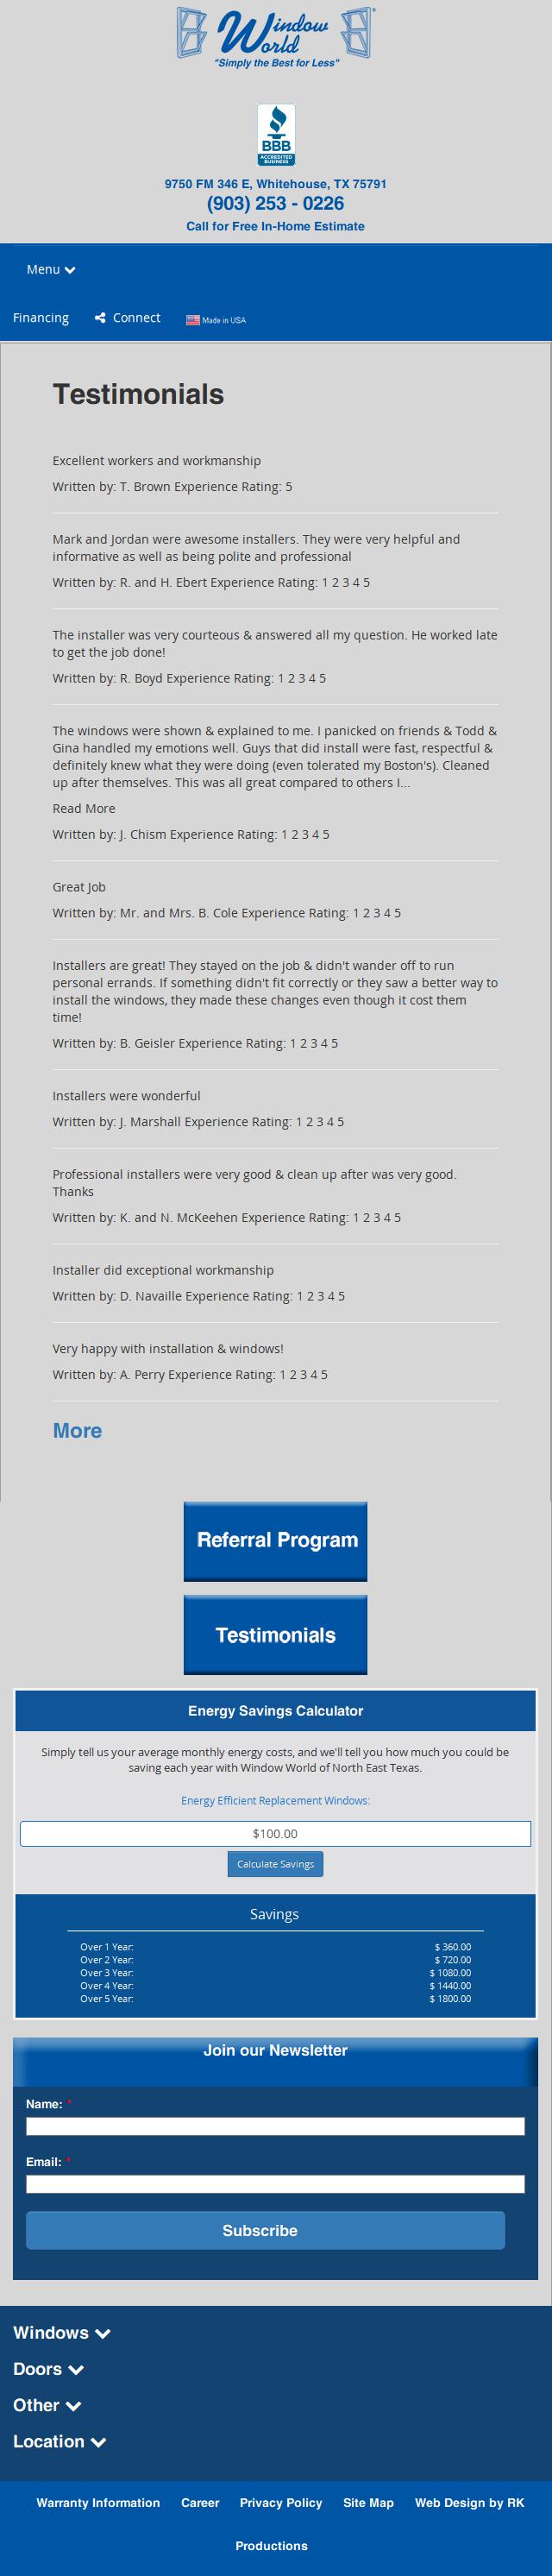 Window
World
®
"Simply the Best for Less"
BBB
ACCREDITED
BUSINESS
9750 FM 346 E, Whitehouse, TX 75791
(903) 253 - 0226
Call for Free In-Home Estimate
Menu
Financing Connect Made in USA
Testimonials
Excellent workers and workmanship
Written by: T. Brown Experience Rating: 5
Mark and Jordan were awesome installers. They were very helpful and
informative as well as being polite and professional
Written by: R. and H. Ebert Experience Rating: 1 2 3 4 5
The installer was very courteous & answered all my question. He worked late
to get the job done!
Written by: R. Boyd Experience Rating: 1 2 3 4 5
The windows were shown & explained to me. I panicked on friends & Todd &
Gina handled my emotions well. Guys that did install were fast, respectful &
definitely knew what they were doing (even tolerated my Boston's). Cleaned
up after themselves. This was all great compared to others I...
Read More
Written by: J. Chism Experience Rating: 1 2 3 4 5
Great Job
Written by: Mr. and Mrs. B. Cole Experience Rating: 1 2 3 4 5
Installers are great! They stayed on the job & didn't wander off to run
personal errands. If something didn't fit correctly or they saw a better way to
install the windows, they made these changes even though it cost them
time!
Written by: B. Geisler Experience Rating: 1 2 3 4 5
Installers were wonderful
Written by: J. Marshall Experience Rating: 1 2 3 4 5
Professional installers were very good & clean up after was very good.
Thanks
Written by: K. and N. McKeehen Experience Rating: 1 2 3 4 5
Installer did exceptional workmanship
Written by: D. Navaille Experience Rating: 1 2 3 4 5
Very happy with installation & windows!
Written by: A. Perry Experience Rating: 1 2 3 4 5
More
Referral Program
Testimonials
Energy Savings Calculator
Simply tell us your average monthly energy costs, and we'll tell you how much you could be
saving each year with Window World of North East Texas.
Energy Efficient Replacement Windows:
$100.00
Calculate Savings
Savings
Over 1 Year: $ 360.00
Over 2 Year: $ 720.00
Over 3 Year: $ 1080.00
Over 4 Year: $ 1440.00
Over 5 Year: $ 1800.00
Join our Newsletter
Name: *
Email: *
Subscribe
Windows
Doors
Other
Location
Warranty Information Career Privacy Policy Site Map Web Design by RK
Productions